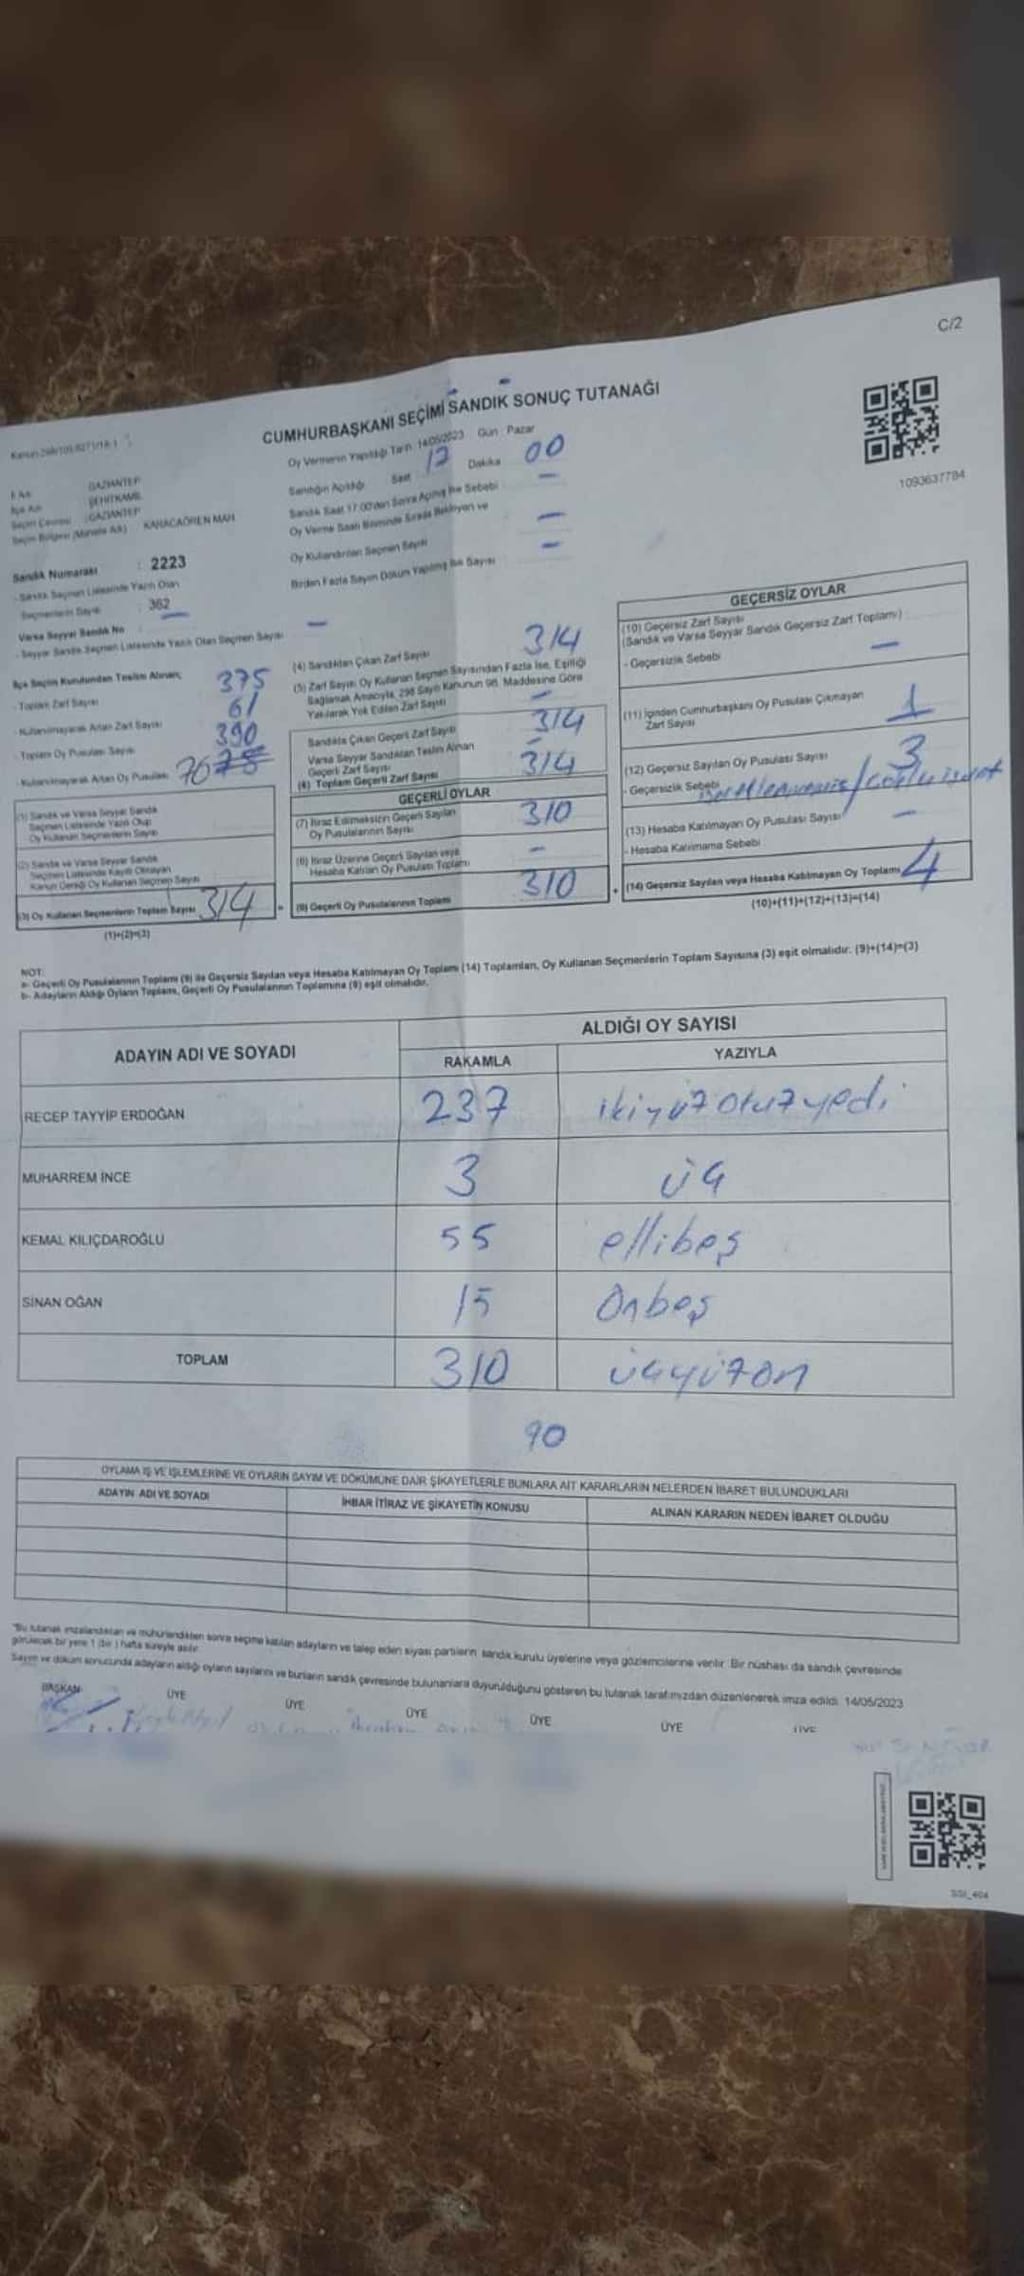 C/2
CUMHURBAŞKANI SEÇİMİ SANDIK SONUÇ TUTANAĞI
1093637784
Oy Vermenin Yapıldığı Tarih 14/05/2023 Gün Pazar
Sandığın Açıldığı Saat 17 Dakika 00
Sandık Saat 17:00'den Sonra Açılmış İse Sebebi -
Oy Verme Saati Bitiminde Sırada Bekleyen ve
Oy Kullandırılan Seçmen Sayısı -
Birden Fazla Sayım Döküm Yapılmış İse Sayısı -
İl Adı GAZİANTEP
İlçe Adı ŞEHİTKAMİL
Seçim Çevresi : GAZİANTEP
Seçim Bölgesi (Mahalle Adı) KARACAÖREN MAH.
Sandık Numarası : 2223
- Sandık Seçmen Listesinde Yazılı Olan
Seçmenlerin Sayısı : 362
Varsa Seyyar Sandık No -
- Seyyar Sandık Seçmen Listesinde Yazılı Olan Seçmen Sayısı -
İlçe Seçim Kurulundan Teslim Alınan;
- Toplam Zarf Sayısı 375
- Kullanılmayarak Artan Zarf Sayısı 61
- Toplam Oy Pusulası Sayısı 390
- Kullanılmayarak Artan Oy Pusulası 76
(1) Sandık ve Varsa Seyyar Sandık
Seçmen Listesinde Yazılı Olup
Oy Kullanan Seçmenlerin Sayısı
(2) Sandık ve Varsa Seyyar Sandık
Seçmen Listesinde Kayıtlı Olmayan
Kanun Gereği Oy Kullanan Seçmen Sayısı
(3) Oy Kullanan Seçmenlerin Toplam Sayısı 314
(1)+(2)=(3)
(4) Sandıktan Çıkan Zarf Sayısı 314
(5) Zarf Sayısı Oy Kullanan Seçmen Sayısından Fazla İse, Eşitliği
Sağlamak Amacıyla, 298 Sayılı Kanunun 98. Maddesine Göre
Yakılarak Yok Edilen Zarf Sayısı -
Sandıkta Çıkan Geçerli Zarf Sayısı 314
Varsa Seyyar Sandıktan Teslim Alınan
Geçerli Zarf Sayısı -
(6) Toplam Geçerli Zarf Sayısı 314
GEÇERLİ OYLAR
(7) İtiraz Edilmeksizin Geçerli Sayılan
Oy Pusulalarının Sayısı 310
(8) İtiraz Üzerine Geçerli Sayılan veya
Hesaba Katılan Oy Pusulası Toplamı -
(9) Geçerli Oy Pusulalarının Toplamı 310
GEÇERSİZ OYLAR
(10) Geçersiz Zarf Sayısı
(Sandık ve Varsa Seyyar Sandık Geçersiz Zarf Toplamı)
- Geçersizlik Sebebi -
(11) İçinden Cumhurbaşkanı Oy Pusulası Çıkmayan
Zarf Sayısı 1
(12) Geçersiz Sayılan Oy Pusulası Sayısı 3
- Geçersizlik Sebebi
(13) Hesaba Katılmayan Oy Pusulası Sayısı -
- Hesaba Katılmama Sebebi
(14) Geçersiz Sayılan veya Hesaba Katılmayan Oy Toplamı 4
(10)+(11)+(12)+(13)=(14)
NOT:
a- Geçerli Oy Pusulalarının Toplamı (9) ile Geçersiz Sayılan veya Hesaba Katılmayan Oy Toplamı (14) Toplamları, Oy Kullanan Seçmenlerin Toplam Sayısına (3) eşit olmalıdır. (9)+(14)=(3)
b- Adayların Aldığı Oyların Toplamı, Geçerli Oy Pusulalarının Toplamına (9) eşit olmalıdır.
ADAYIN ADI VE SOYADI ALDIĞI OY SAYISI
RAKAMLA YAZIYLA
RECEP TAYYİP ERDOĞAN 237 ikiyüzotuzyedi
MUHARREM İNCE 3 üç
KEMAL KILIÇDAROĞLU 55 ellibeş
SİNAN OĞAN 15 Onbeş
TOPLAM 310 üçyüzon
90
OYLAMA İŞ VE İŞLEMLERİNE VE OYLARIN SAYIM VE DÖKÜMÜNE DAİR ŞİKAYETLERLE BUNLARA AİT KARARLARIN NELERDEN İBARET BULUNDUKLARI
ADAYIN ADI VE SOYADI İHBAR İTİRAZ VE ŞİKAYETİN KONUSU ALINAN KARARIN NEDEN İBARET OLDUĞU
"Bu tutanak imzalandıktan ve mühürlendikten sonra seçime katılan adayların ve talep eden siyasi partilerin sandık kurulu üyelerine veya gözlemcilerine verilir. Bir nüshası da sandık çevresinde
görülecek bir yere 1 (bir) hafta süreyle asılır.
Sayım ve döküm sonucunda adayların aldığı oyların sayılarını ve bunların sandık çevresinde bulunanlara duyurulduğunu gösteren bu tutanak tarafımızdan düzenlenerek imza edildi. 14/05/2023
BAŞKAN ÜYE ÜYE ÜYE ÜYE ÜYE ÜYE